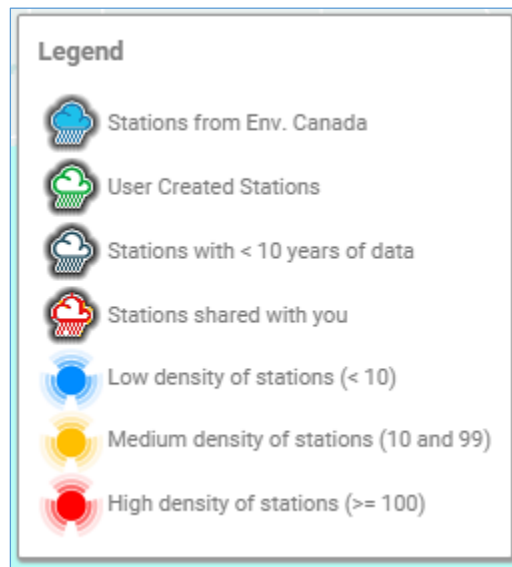 Legend
Stations from Env. Canada
User Created Stations
Stations with < 10 years of data
Stations shared with you
Low density of stations (< 10)
Medium density of stations (10 and 99)
High density of stations (>= 100)